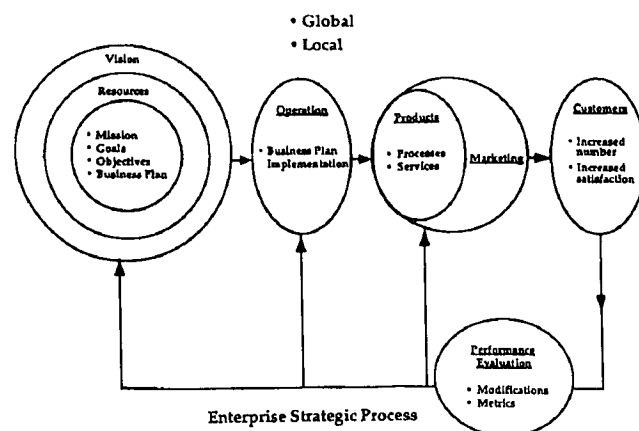 • Global
• Local
Vision
Resources
• Mission
• Goals
• Objectives
• Business Plan
Operation
• Business Plan
Implementation
Products
• Processes
• Services
Marketing
Customers
• Increased
number
• Increased
satisfaction
Performance
Evaluation
• Modifications
• Metrics
Enterprise Strategic Process